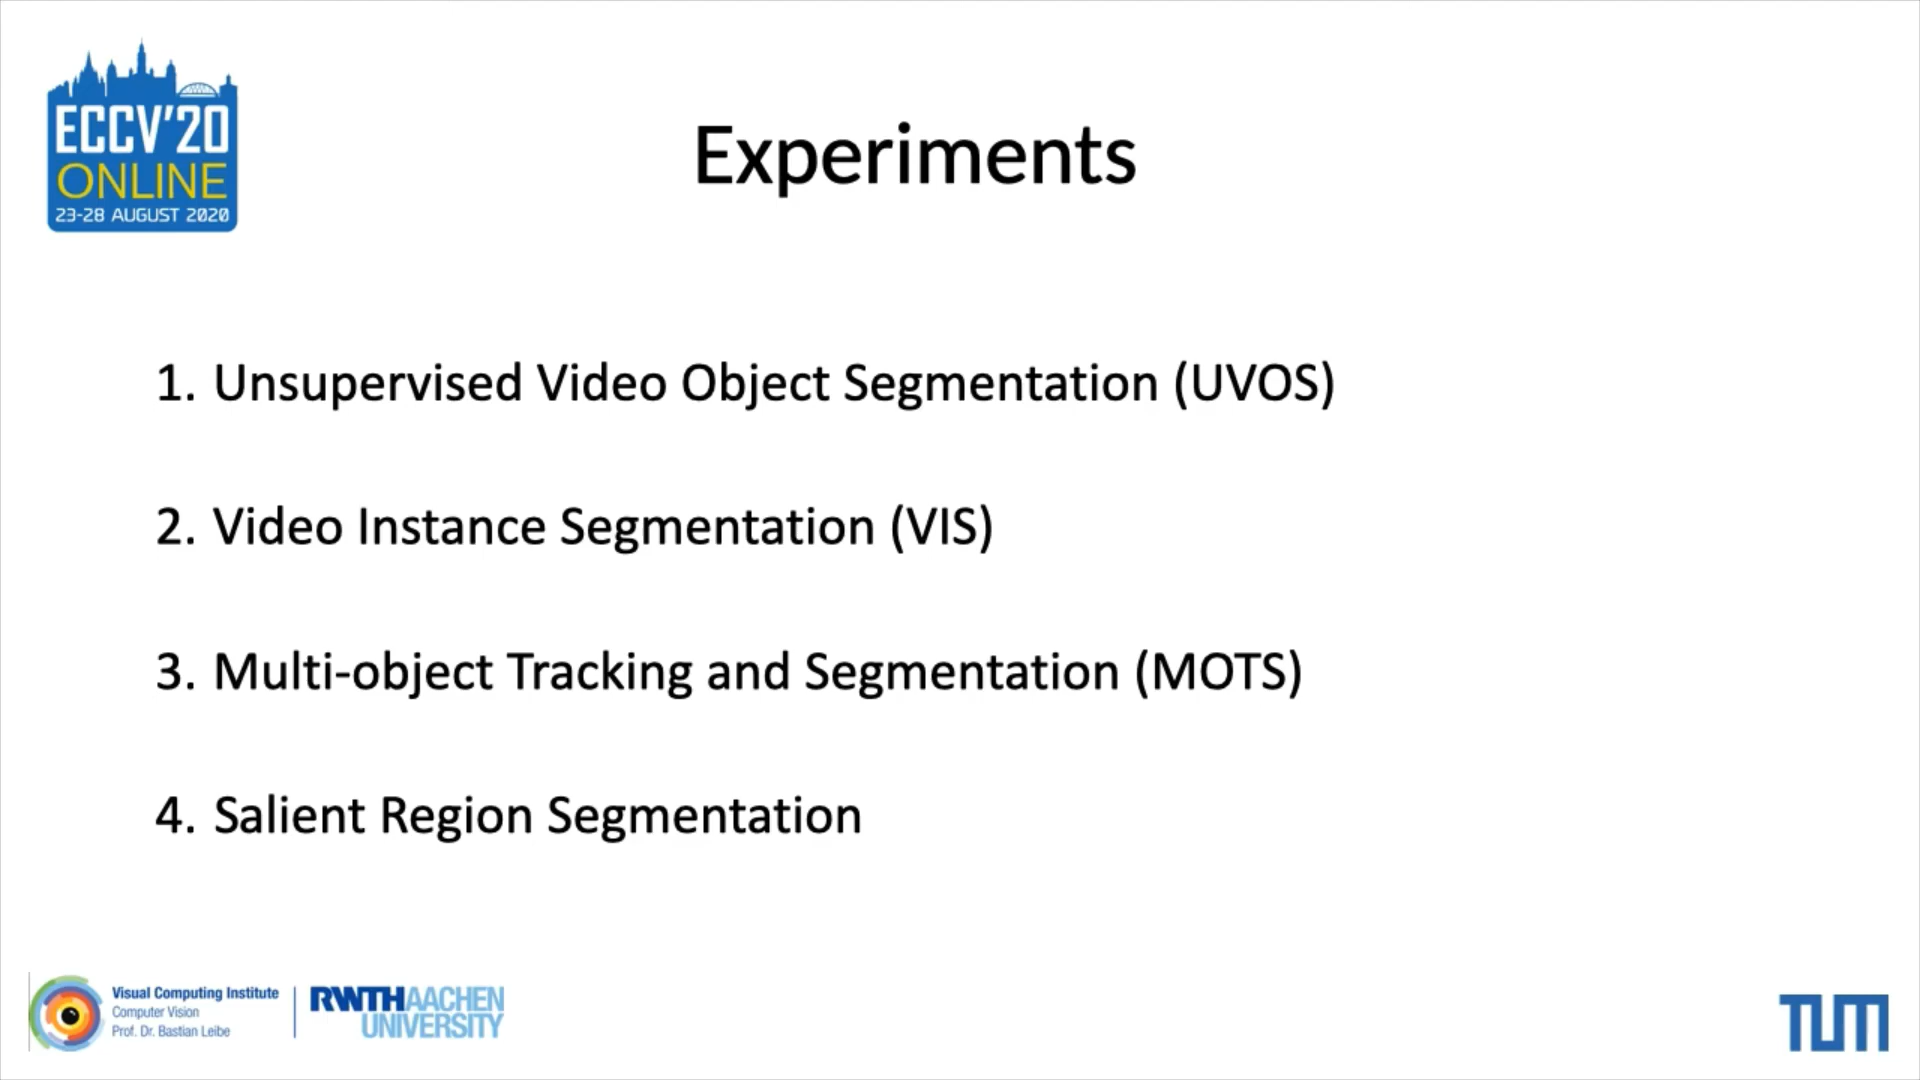 ECCV'20
ONLINE
23-28 AUGUST 2020
Experiments
1. Unsupervised Video Object Segmentation (UVOS)
2. Video Instance Segmentation (VIS)
3. Multi-object Tracking and Segmentation (MOTS)
4. Salient Region Segmentation
Visual Computing Institute
Computer Vision
Prof. Dr. Bastian Leibe
RWTHAACHEN
UNIVERSITY
TUM